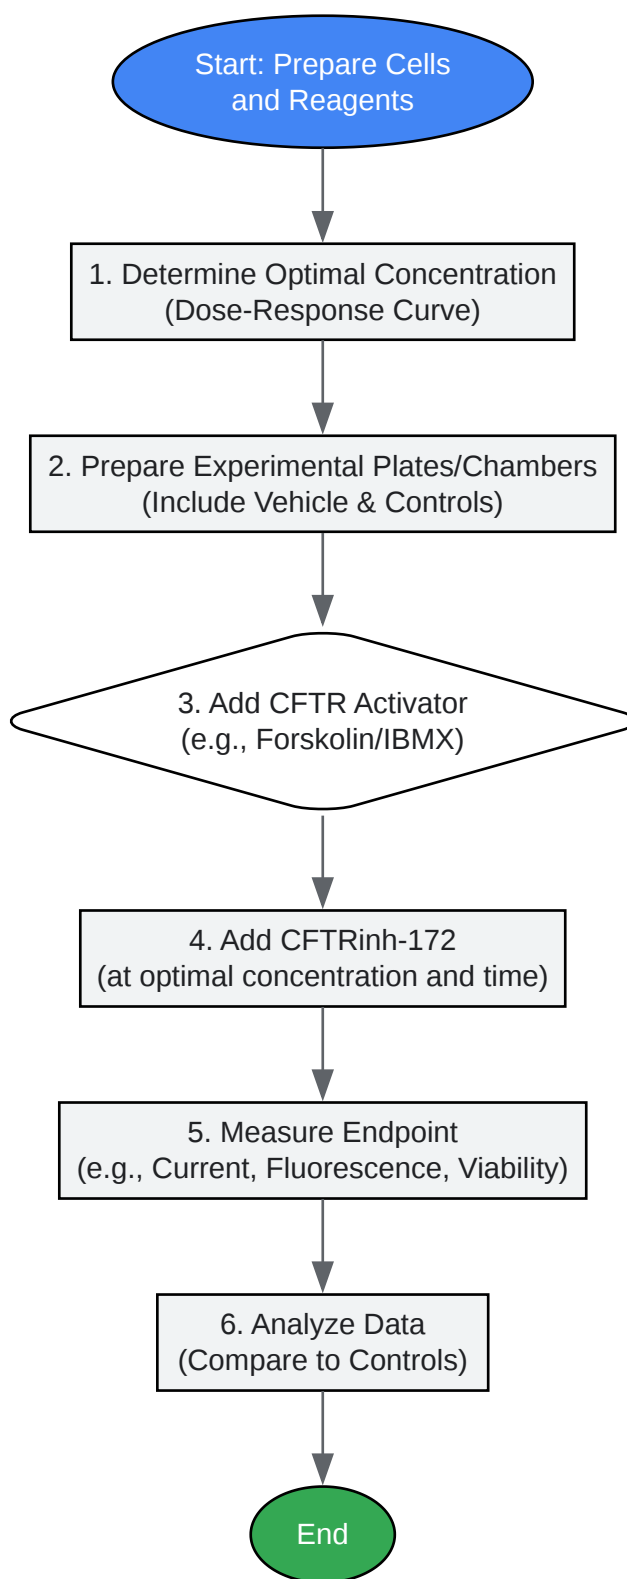 Start: Prepare Cells
and Reagents
1. Determine Optimal Concentration
(Dose-Response Curve)
2. Prepare Experimental Plates/Chambers
(Include Vehicle & Controls)
3. Add CFTR Activator
(e.g., Forskolin/IBMX)
4. Add CFTRinh-172
(at optimal concentration and time)
5. Measure Endpoint
(e.g., Current, Fluorescence, Viability)
6. Analyze Data
(Compare to Controls)
End